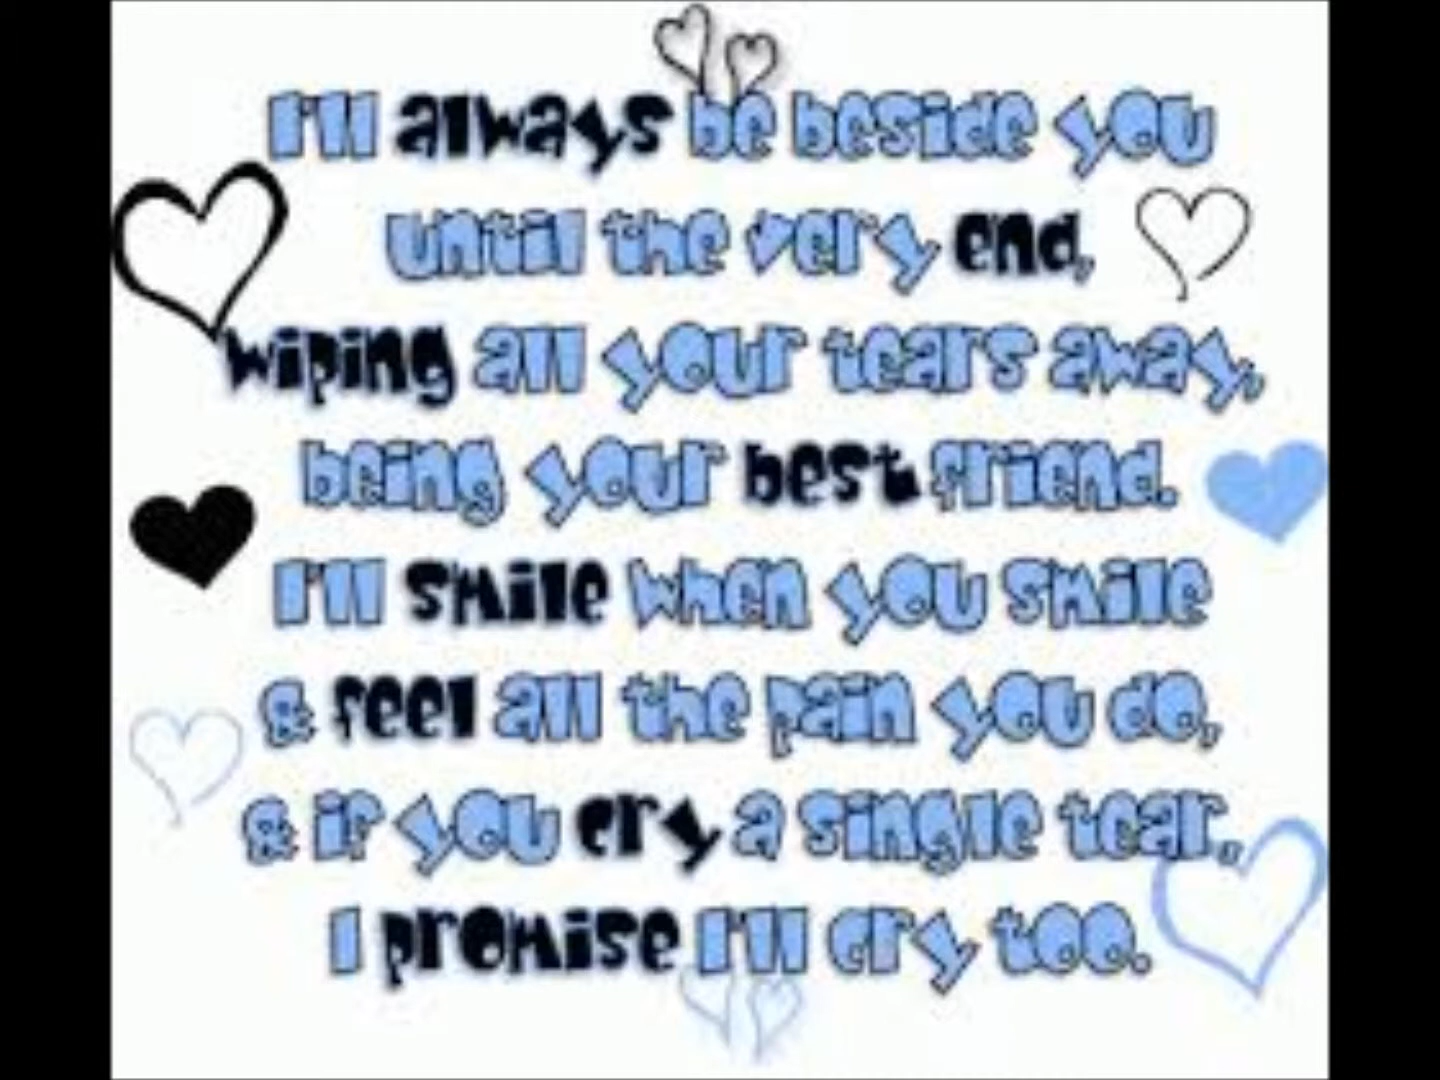 I'll always be beside you
until the very end,
wiping all your tears away,
being your best friend.
I'll smile when you smile
& feel all the pain you do,
& if you cry a single tear,
I promise I'll cry too.